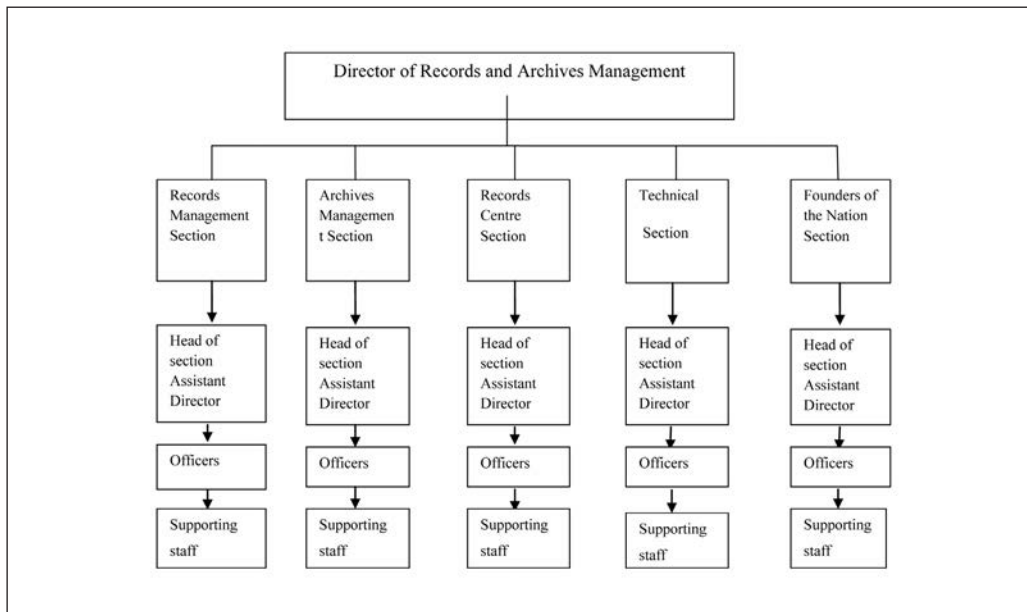 Director of Records and Archives Management
Records
Management
Section
Archives
Managemen
t Section
Records
Centre
Section
Technical
Section
Founders of
the Nation
Section
Head of
section
Assistant
Director
Head of
section
Assistant
Director
Head of
section
Assistant
Director
Head of
section
Assistant
Director
Head of
section
Assistant
Director
Officers
Officers
Officers
Officers
Officers
Supporting
staff
Supporting
staff
Supporting
staff
Supporting
staff
Supporting
staff